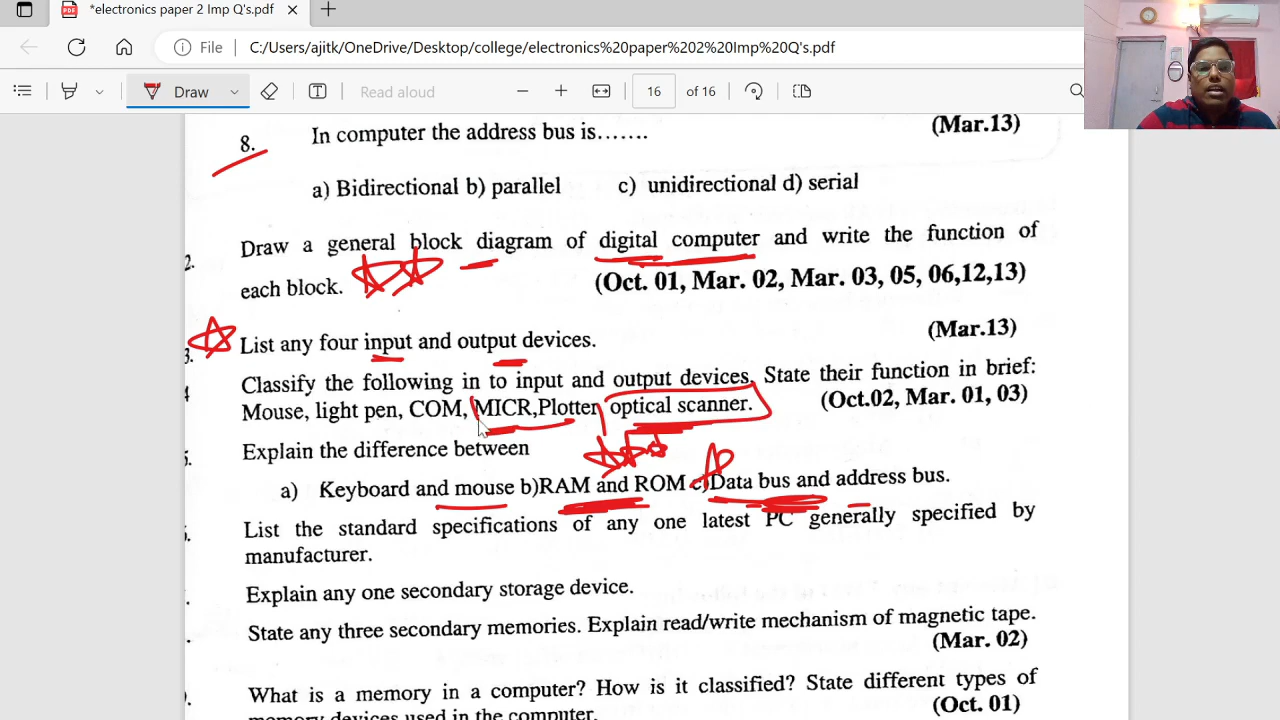 *electronics paper 2 Imp Q's.pdf
File C:/Users/ajitk/OneDrive/Desktop/college/electronics%20paper%202%20Imp%20Q's.pdf
Draw Read aloud 16 of 16
8. In computer the address bus is....... (Mar.13)
a) Bidirectional b) parallel c) unidirectional d) serial
2. Draw a general block diagram of digital computer and write the function of
each block. (Oct. 01, Mar. 02, Mar. 03, 05, 06,12,13)
3. List any four input and output devices. (Mar.13)
4 Classify the following in to input and output devices. State their function in brief:
Mouse, light pen, COM, MICR,Plotter, optical scanner. (Oct.02, Mar. 01, 03)
5. Explain the difference between
a) Keyboard and mouse b)RAM and ROM c)Data bus and address bus.
List the standard specifications of any one latest PC generally specified by
manufacturer.
Explain any one secondary storage device.
State any three secondary memories. Explain read/write mechanism of magnetic tape.
(Mar. 02)
What is a memory in a computer? How is it classified? State different types of
memory devices used in the computer. (Oct. 01)